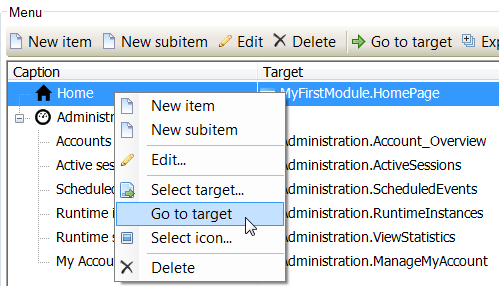 Menu
New item New subitem Edit Delete Go to target Exp
Caption Target
Home MyFirstModule.HomePage
Administr
Accounts Administration.Account_Overview
Active ses Administration.ActiveSessions
Scheduled Administration.ScheduledEvents
Runtime i Administration.RuntimeInstances
Runtime s Administration.ViewStatistics
My Accou Administration.ManageMyAccount
New item
New subitem
Edit...
Select target...
Go to target
Select icon...
Delete